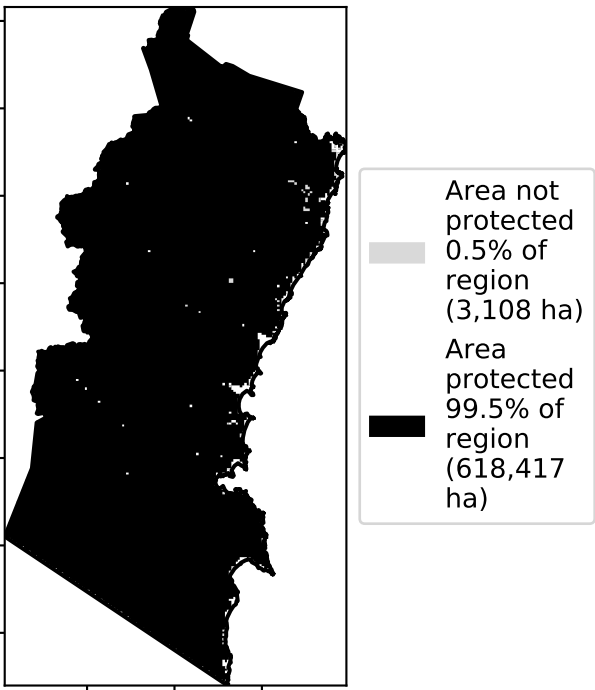 Area not
protected
0.5% of
region
(3,108 ha)
Area
protected
99.5% of
region
(618,417
ha)